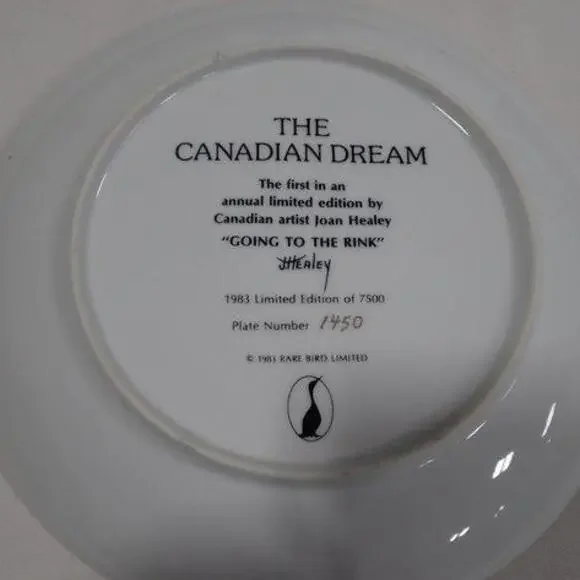 THE
CANADIAN DREAM
The first in an
annual limited edition by
Canadian artist Joan Healey
"GOING TO THE RINK"
JHealey
1983 Limited Edition of 7500
Plate Number 1450
© 1983 RARE BIRD LIMITED